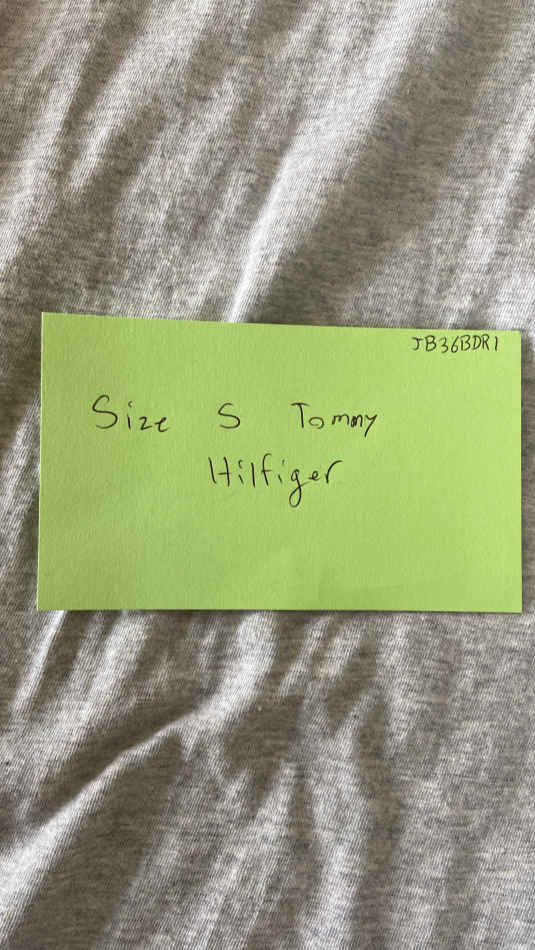 JB36BDR1
Size S Tommy
Hilfiger